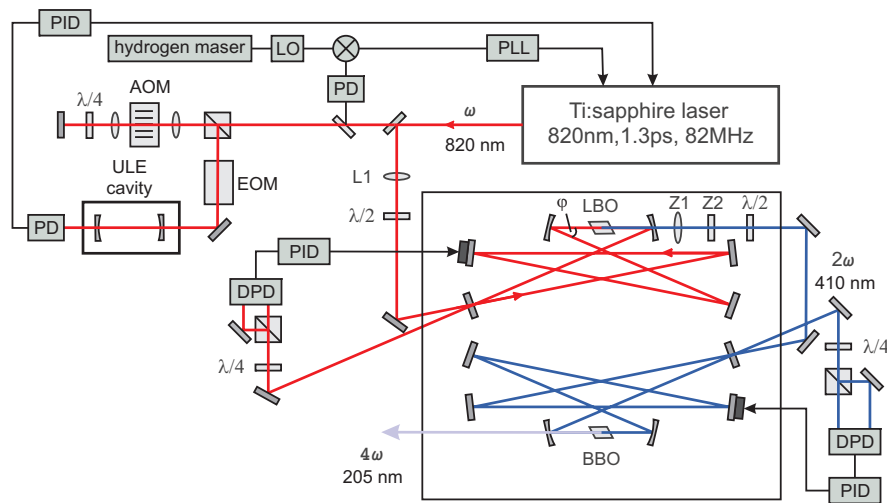 PID
hydrogen maser
LO
PLL
PD
AOM
λ/4
Ti:sapphire laser
820nm,1.3ps, 82MHz
ω
820 nm
ULE
cavity
EOM
L1
λ/2
PD
PID
DPD
λ/4
φ
LBO
Z1
Z2
λ/2
2ω
410 nm
λ/4
DPD
PID
4ω
205 nm
BBO